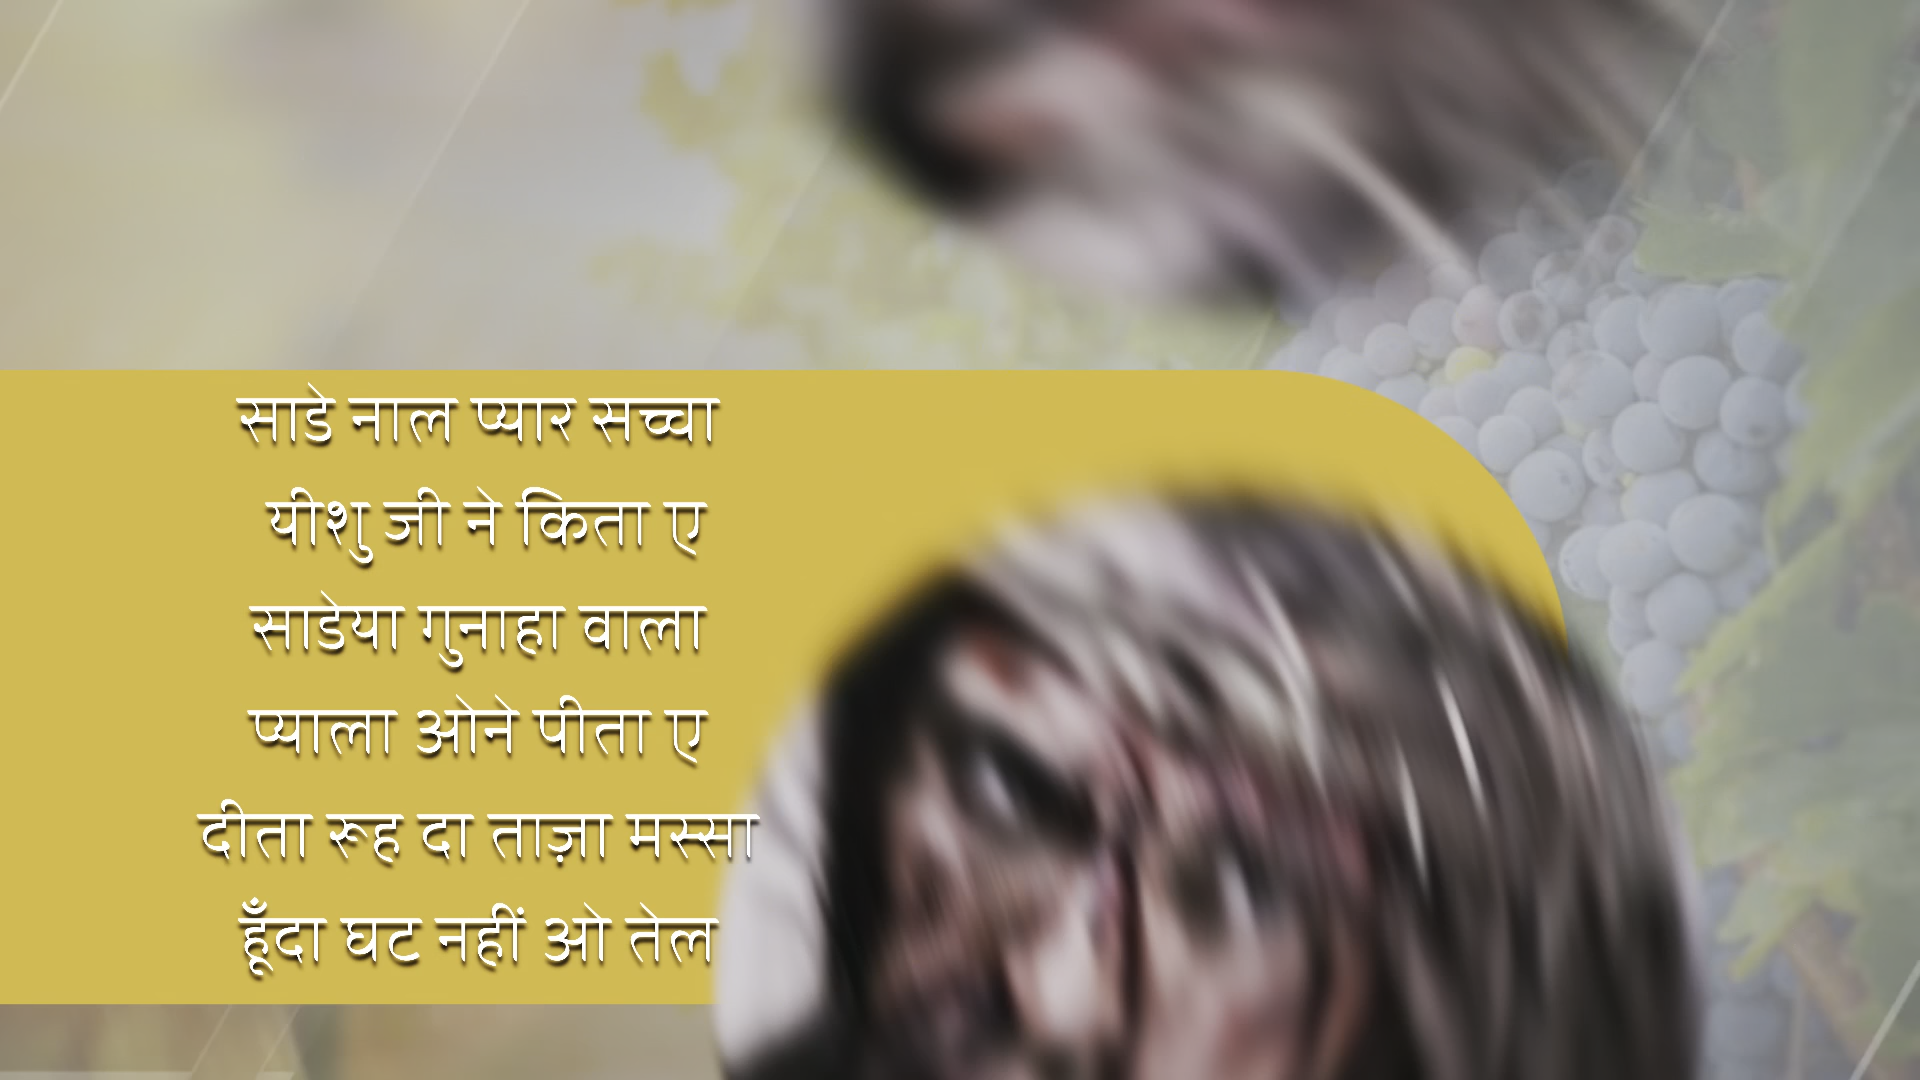 साडे नाल प्यार सच्चा
यीशु जी ने किता ए
साडेया गुनाहा वाला
प्याला ओने पीता ए
दीता रूह दा ताज़ा मस्सा
हूँदा घट नहीं ओ तेल